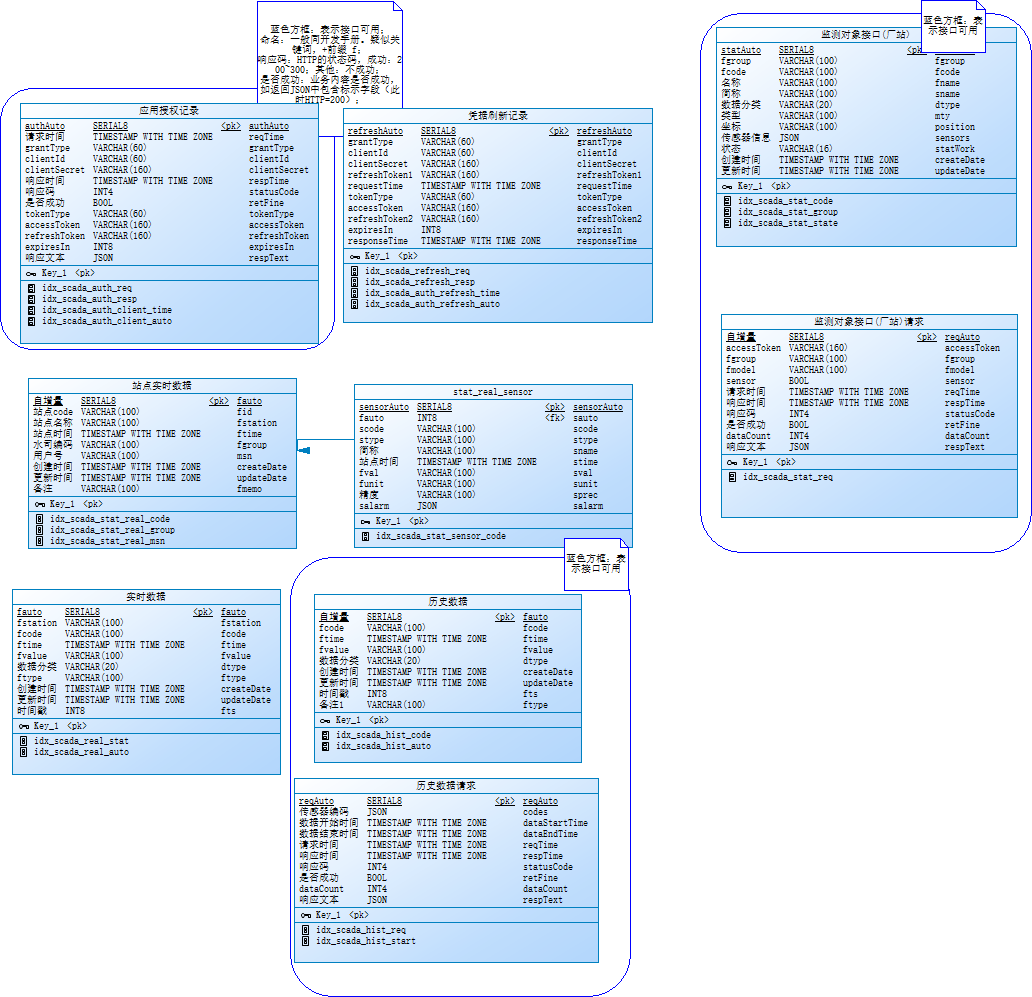 蓝色方框：表示接口可用；
命名：一般同开发手册。疑似关
键词，+前缀 f；
响应码：HTTP的状态码，成功：2
00~300；其他：不成功；
是否成功：业务内容是否成功，
如返回JSON中包含标示字段（此
时HTTP=200）；
应用授权记录
authAuto SERIAL8 <pk> authAuto
请求时间 TIMESTAMP WITH TIME ZONE reqTime
grantType VARCHAR(60) grantType
clientId VARCHAR(60) clientId
clientSecret VARCHAR(160) clientSecret
响应时间 TIMESTAMP WITH TIME ZONE respTime
响应码 INT4 statusCode
是否成功 BOOL retFine
tokenType VARCHAR(60) tokenType
accessToken VARCHAR(160) accessToken
refreshToken VARCHAR(160) refreshToken
expiresIn INT8 expiresIn
响应文本 JSON respText
Key_1 <pk>
idx_scada_auth_req
idx_scada_auth_resp
idx_scada_auth_client_time
idx_scada_auth_client_auto
凭据刷新记录
refreshAuto SERIAL8 <pk> refreshAuto
grantType VARCHAR(60) grantType
clientId VARCHAR(60) clientId
clientSecret VARCHAR(160) clientSecret
refreshToken1 VARCHAR(160) refreshToken1
requestTime TIMESTAMP WITH TIME ZONE requestTime
tokenType VARCHAR(60) tokenType
accessToken VARCHAR(160) accessToken
refreshToken2 VARCHAR(160) refreshToken2
expiresIn INT8 expiresIn
responseTime TIMESTAMP WITH TIME ZONE responseTime
Key_1 <pk>
idx_scada_refresh_req
idx_scada_refresh_resp
idx_scada_auth_refresh_time
idx_scada_auth_refresh_auto
蓝色方框：表
示接口可用
监测对象接口(厂站)
statAuto SERIAL8 <pk>
fgroup VARCHAR(100) fgroup
fcode VARCHAR(100) fcode
名称 VARCHAR(100) fname
简称 VARCHAR(100) sname
数据分类 VARCHAR(20) dtype
类型 VARCHAR(100) mty
坐标 VARCHAR(100) position
传感器信息 JSON sensors
状态 VARCHAR(16) statWork
创建时间 TIMESTAMP WITH TIME ZONE createDate
更新时间 TIMESTAMP WITH TIME ZONE updateDate
Key_1 <pk>
idx_scada_stat_code
idx_scada_stat_group
idx_scada_stat_state
监测对象接口(厂站)请求
自增量 SERIAL8 <pk> reqAuto
accessToken VARCHAR(160) accessToken
fgroup VARCHAR(100) fgroup
fmodel VARCHAR(100) fmodel
sensor BOOL sensor
请求时间 TIMESTAMP WITH TIME ZONE reqTime
响应时间 TIMESTAMP WITH TIME ZONE respTime
响应码 INT4 statusCode
是否成功 BOOL retFine
dataCount INT4 dataCount
响应文本 JSON respText
Key_1 <pk>
idx_scada_stat_req
站点实时数据
自增量 SERIAL8 <pk> fauto
站点code VARCHAR(100) fid
站点名称 VARCHAR(100) fstation
站点时间 TIMESTAMP WITH TIME ZONE ftime
水司编码 VARCHAR(100) fgroup
用户号 VARCHAR(100) msn
创建时间 TIMESTAMP WITH TIME ZONE createDate
更新时间 TIMESTAMP WITH TIME ZONE updateDate
备注 VARCHAR(100) fmemo
Key_1 <pk>
idx_scada_stat_real_code
idx_scada_stat_real_group
idx_scada_stat_real_msn
stat_real_sensor
sensorAuto SERIAL8 <pk> sensorAuto
fauto INT8 <fk> sauto
scode VARCHAR(100) scode
stype VARCHAR(100) stype
简称 VARCHAR(100) sname
站点时间 TIMESTAMP WITH TIME ZONE stime
fval VARCHAR(100) sval
funit VARCHAR(100) sunit
精度 VARCHAR(100) sprec
salarm JSON salarm
Key_1 <pk>
idx_scada_stat_sensor_code
实时数据
fauto SERIAL8 <pk> fauto
fstation VARCHAR(100) fstation
fcode VARCHAR(100) fcode
ftime TIMESTAMP WITH TIME ZONE ftime
fvalue VARCHAR(100) fvalue
数据分类 VARCHAR(20) dtype
ftype VARCHAR(100) ftype
创建时间 TIMESTAMP WITH TIME ZONE createDate
更新时间 TIMESTAMP WITH TIME ZONE updateDate
时间戳 INT8 fts
Key_1 <pk>
idx_scada_real_stat
idx_scada_real_auto
蓝色方框：表
示接口可用
历史数据
自增量 SERIAL8 <pk> fauto
fcode VARCHAR(100) fcode
ftime TIMESTAMP WITH TIME ZONE ftime
fvalue VARCHAR(100) fvalue
数据分类 VARCHAR(20) dtype
创建时间 TIMESTAMP WITH TIME ZONE createDate
更新时间 TIMESTAMP WITH TIME ZONE updateDate
时间戳 INT8 fts
备注1 VARCHAR(100) ftype
Key_1 <pk>
idx_scada_hist_code
idx_scada_hist_auto
历史数据请求
reqAuto SERIAL8 <pk> reqAuto
传感器编码 JSON codes
数据开始时间 TIMESTAMP WITH TIME ZONE dataStartTime
数据结束时间 TIMESTAMP WITH TIME ZONE dataEndTime
请求时间 TIMESTAMP WITH TIME ZONE reqTime
响应时间 TIMESTAMP WITH TIME ZONE respTime
响应码 INT4 statusCode
是否成功 BOOL retFine
dataCount INT4 dataCount
响应文本 JSON respText
Key_1 <pk>
idx_scada_hist_req
idx_scada_hist_start